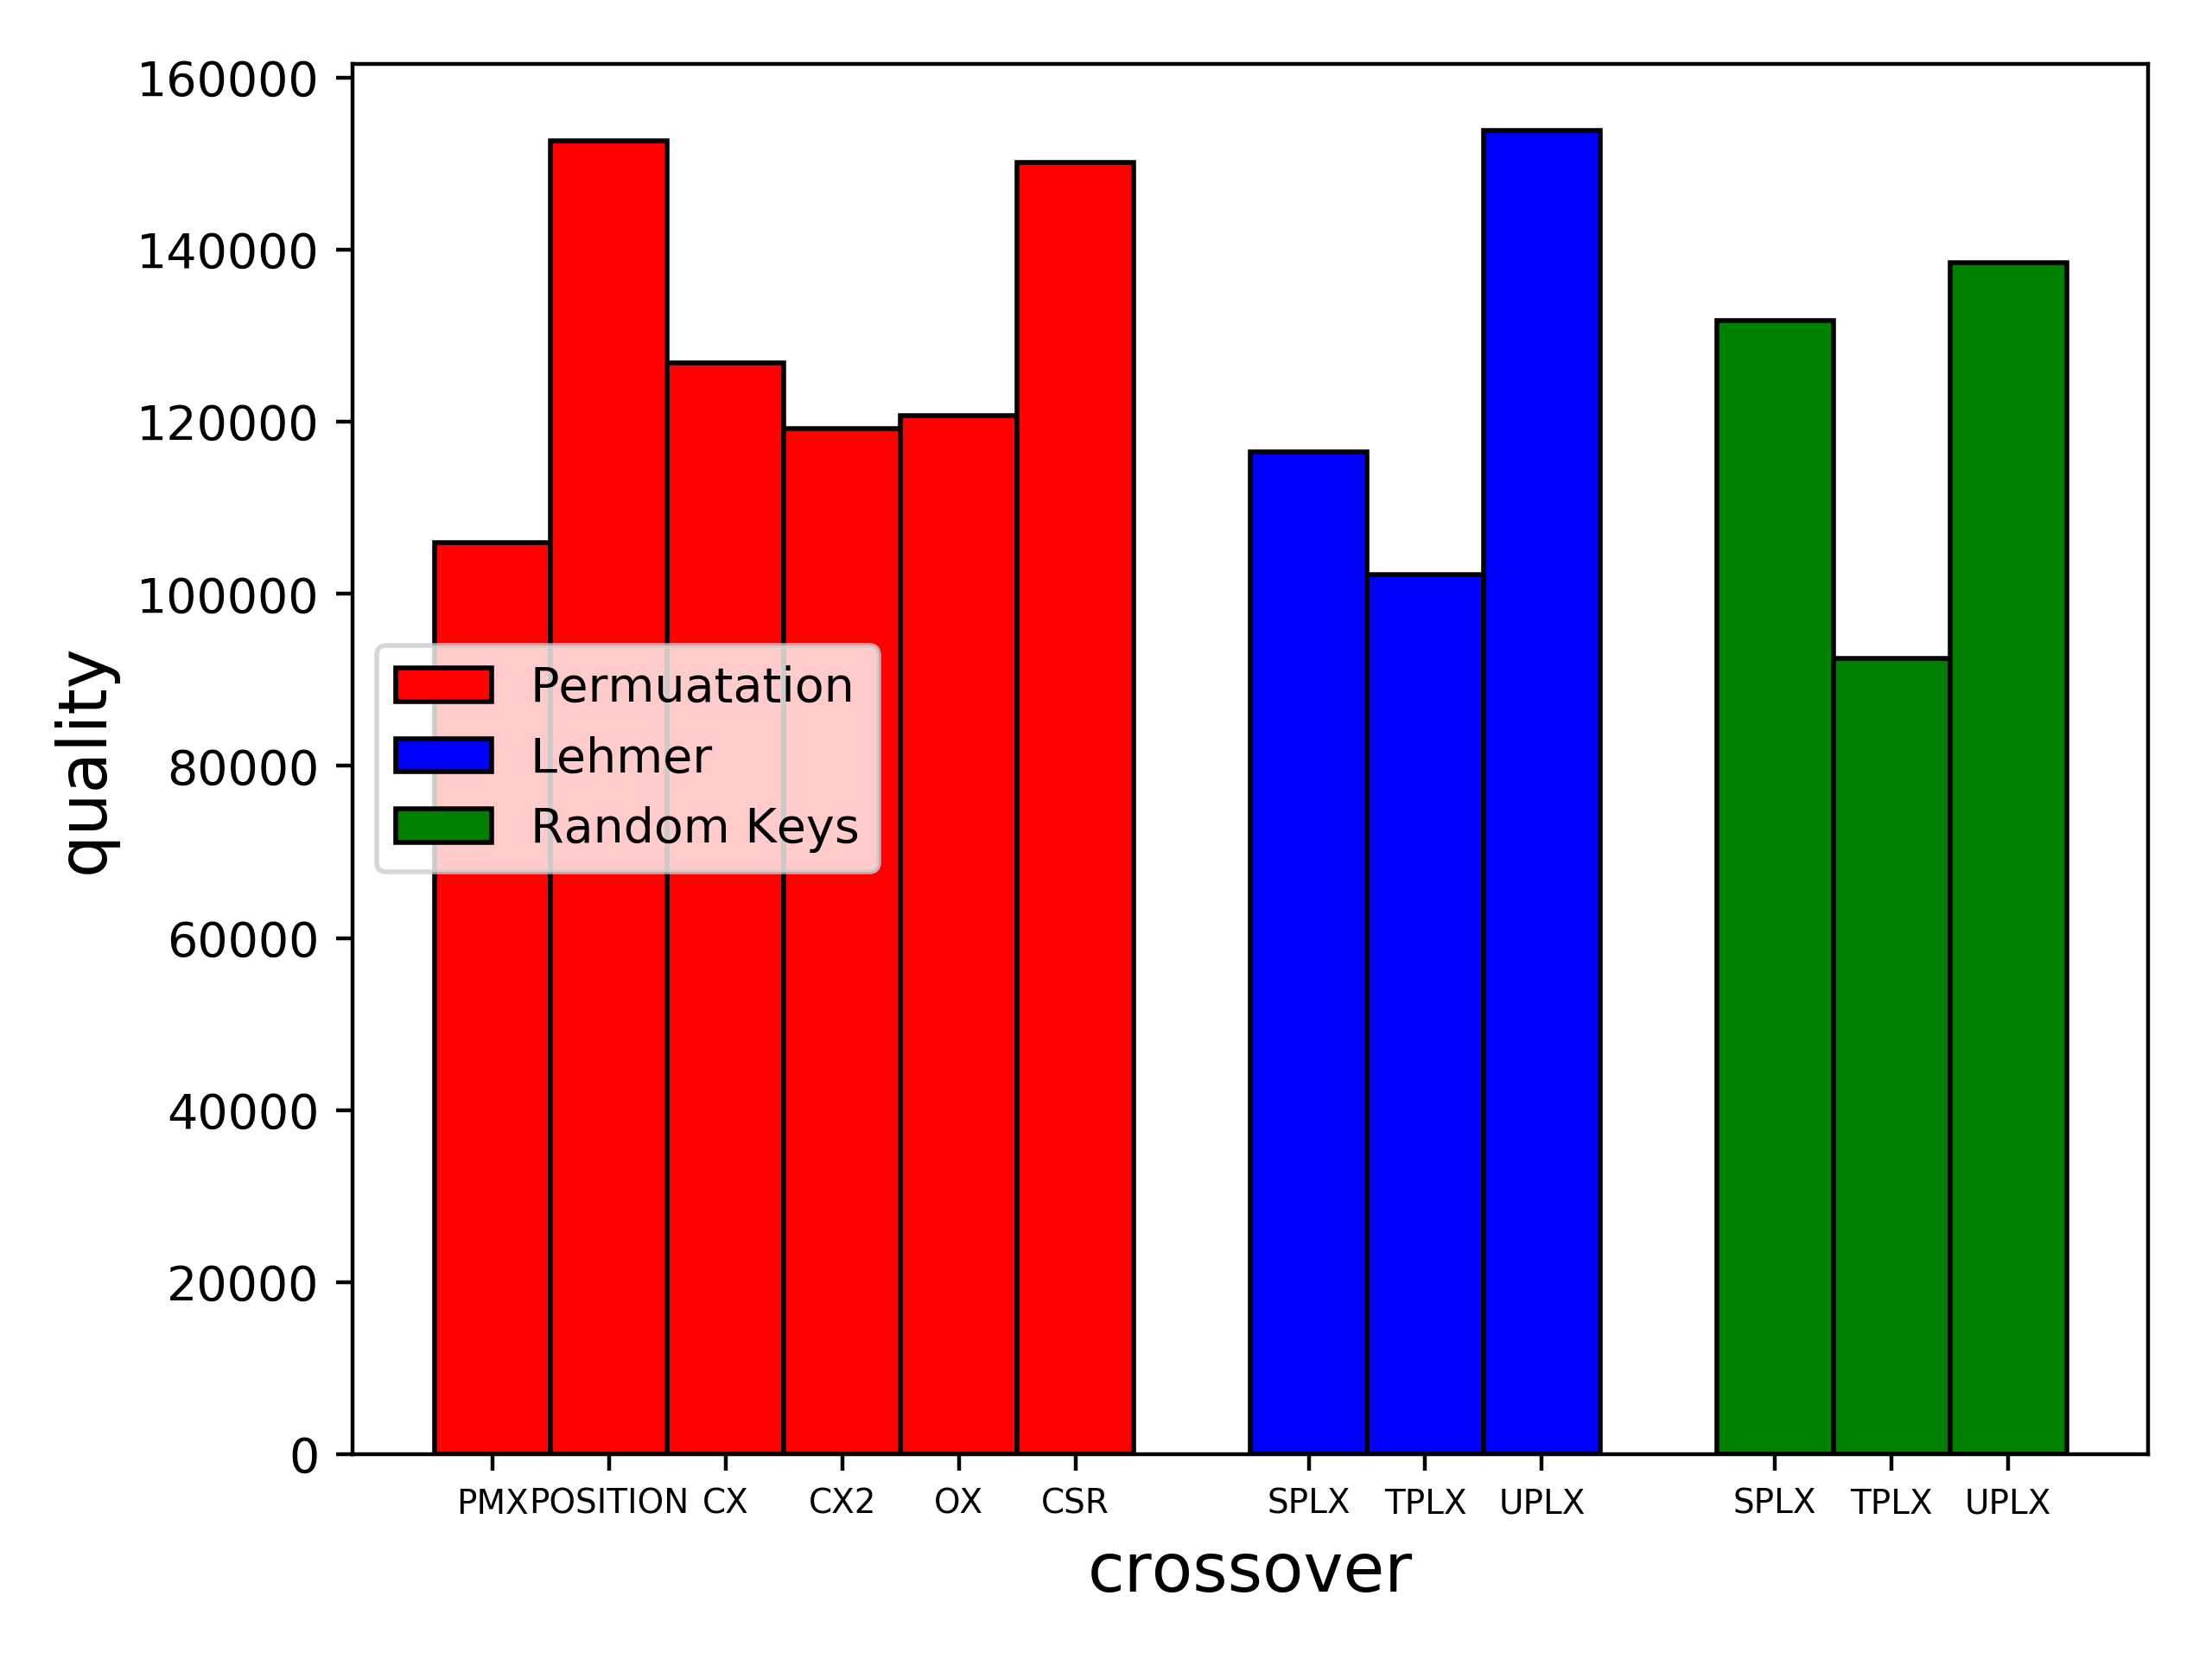 160000
140000
120000
100000
80000
60000
40000
20000
0
quality
Permuatation
Lehmer
Random Keys
PMX POSITION CX CX2 OX CSR SPLX TPLX UPLX SPLX TPLX UPLX
crossover